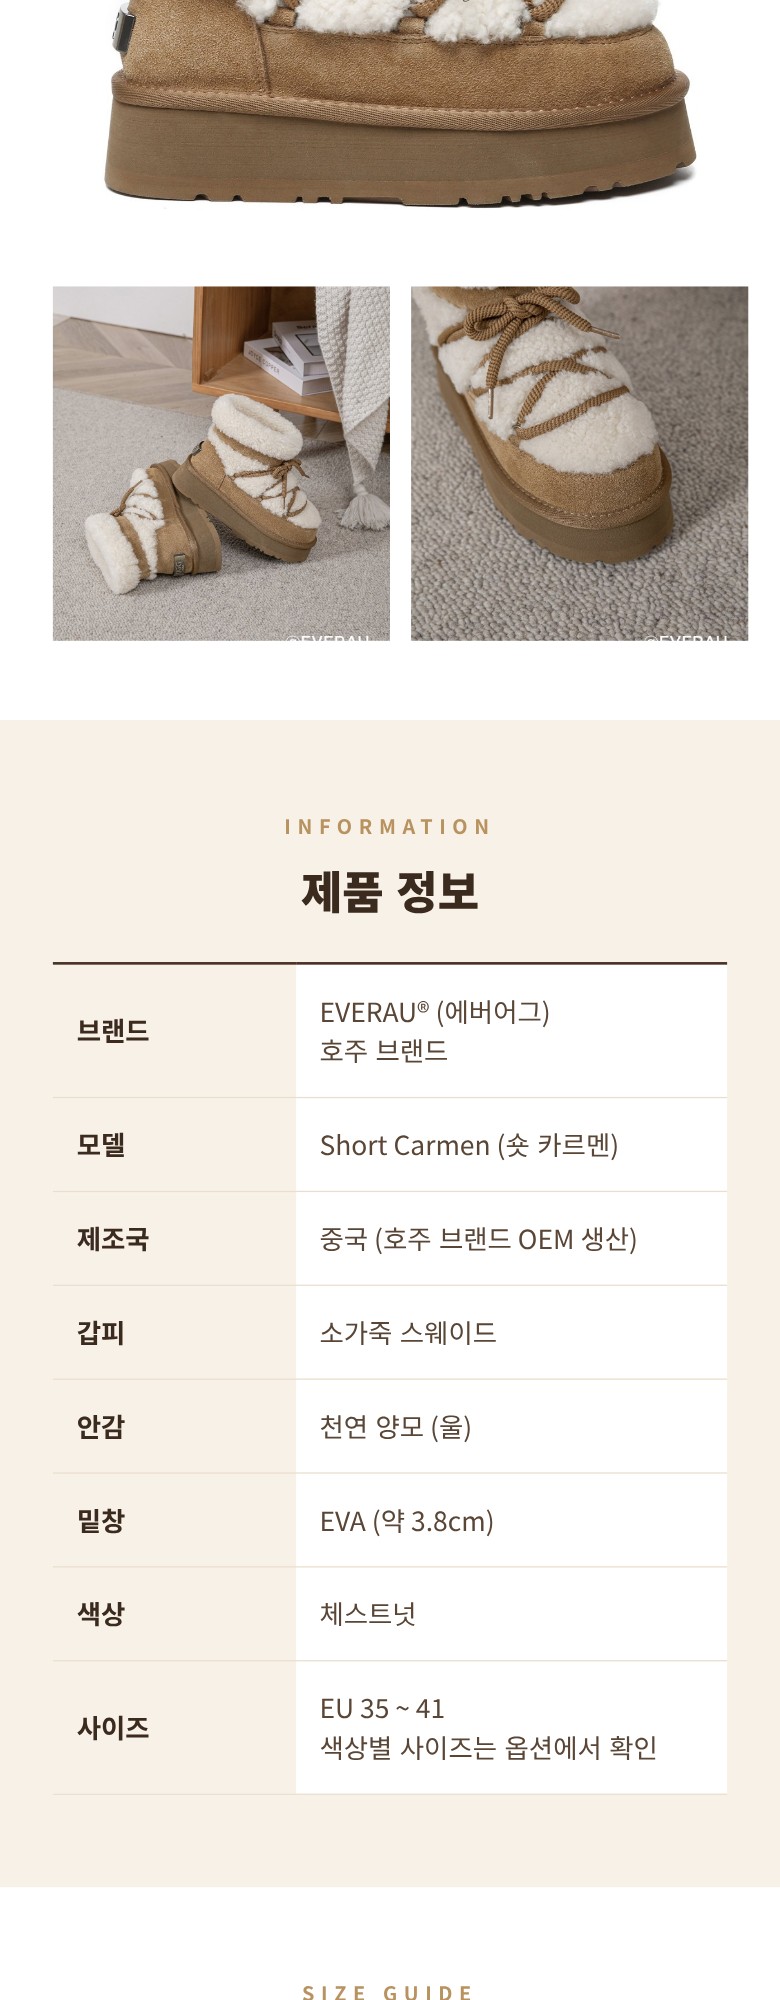 @EVERAU
@EVERAU
INFORMATION
제품 정보
브랜드
EVERAU® (에버어그)
호주 브랜드
모델
Short Carmen (숏 카르멘)
제조국
중국 (호주 브랜드 OEM 생산)
갑피
소가죽 스웨이드
안감
천연 양모 (울)
밑창
EVA (약 3.8cm)
색상
체스트넛
사이즈
EU 35 ~ 41
색상별 사이즈는 옵션에서 확인
SIZE GUIDE